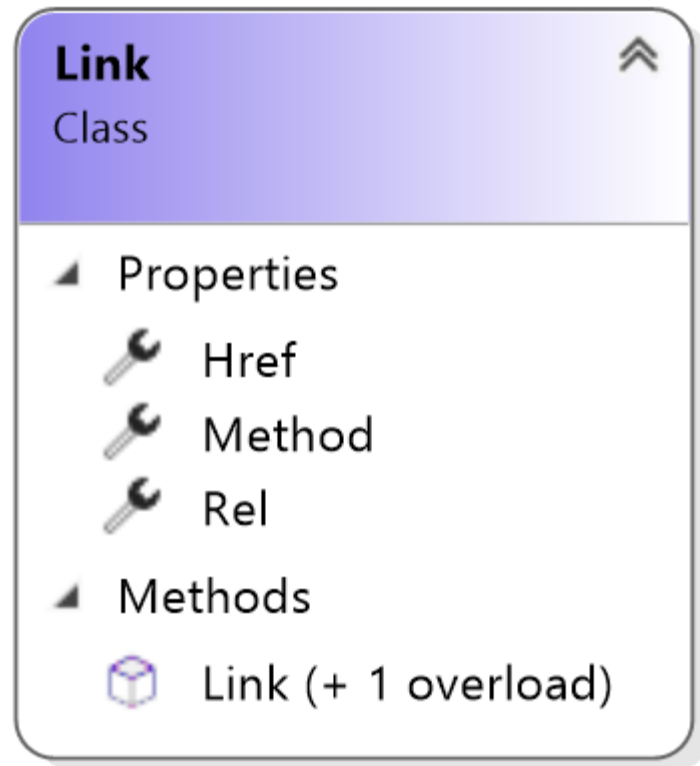 Link
Class
Properties
Href
Method
Rel
Methods
Link (+ 1 overload)